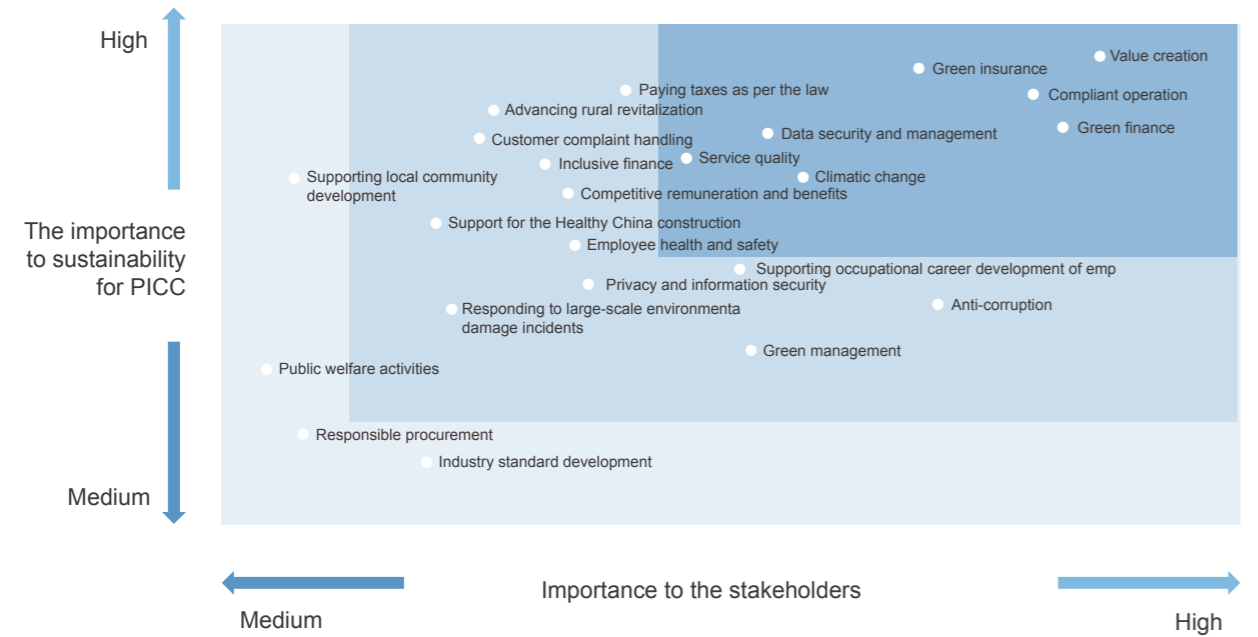 High
Value creation
Green insurance
Paying taxes as per the law
Compliant operation
Advancing rural revitalization
Green finance
Data security and management
Customer complaint handling
Service quality
Inclusive finance
Supporting local community
development
Climatic change
Competitive remuneration and benefits
Support for the Healthy China construction
The importance
to sustainability
for PICC
Employee health and safety
Supporting occupational career development of emp
Privacy and information security
Anti-corruption
Responding to large-scale environmenta
damage incidents
Green management
Public welfare activities
Responsible procurement
Industry standard development
Medium
Importance to the stakeholders
Medium
High